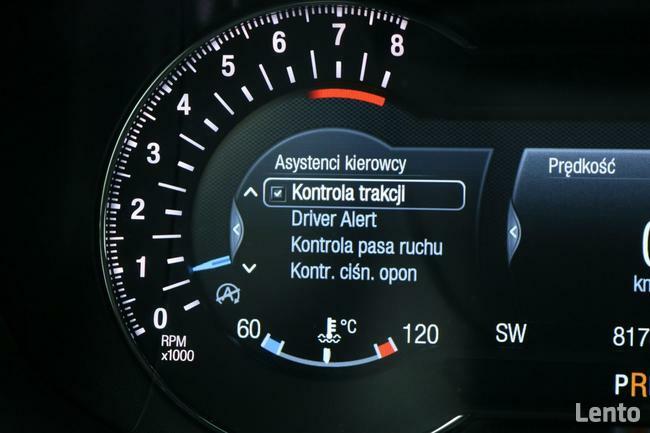 8
7
6
5
4
3
2
1
0
RPM
x1000
Asystenci kierowcy
Kontrola trakcji
Driver Alert
Kontrola pasa ruchu
Kontr. ciśn. opon
60
°C
120
Prędkość
SW
817
PR
Lento